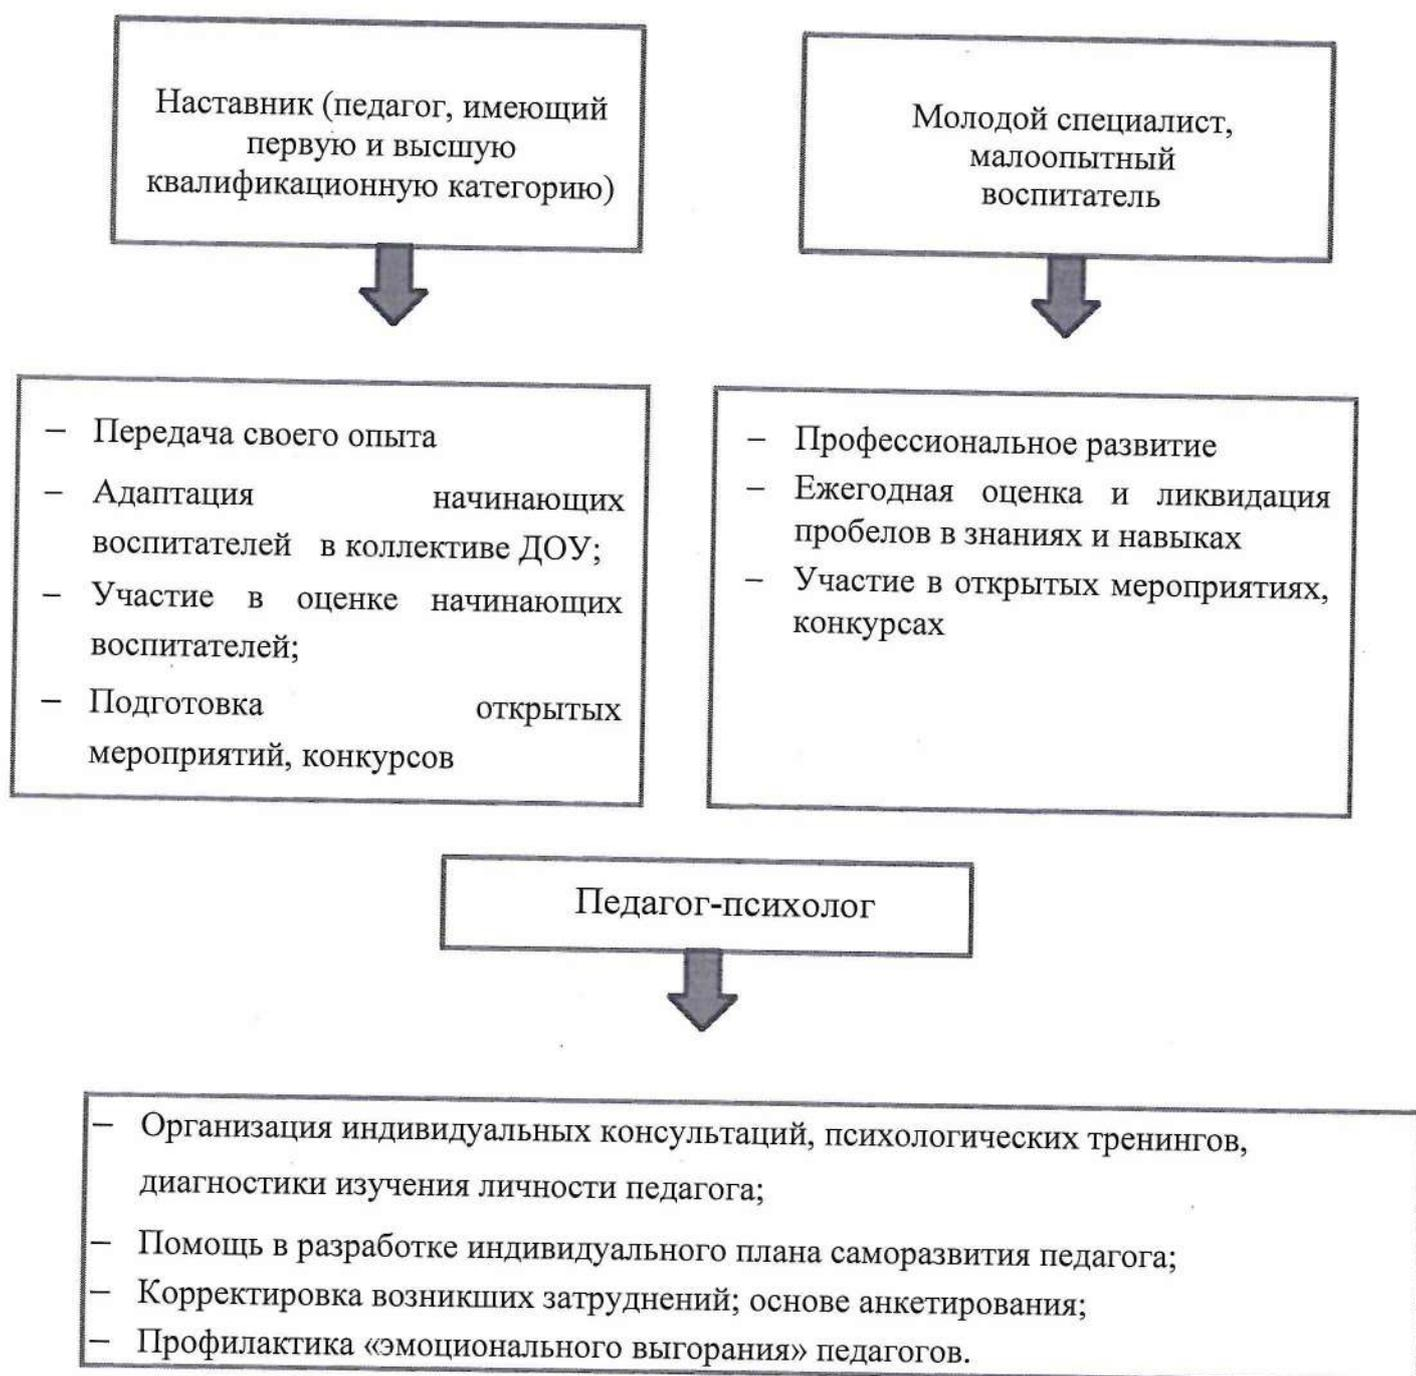 Наставник (педагог, имеющий
первую и высшую
квалификационную категорию)
Молодой специалист,
малоопытный
воспитатель
– Передача своего опыта
– Адаптация начинающих
воспитателей в коллективе ДОУ;
– Участие в оценке начинающих
воспитателей;
– Подготовка открытых
мероприятий, конкурсов
– Профессиональное развитие
– Ежегодная оценка и ликвидация
пробелов в знаниях и навыках
– Участие в открытых мероприятиях,
конкурсах
Педагог-психолог
– Организация индивидуальных консультаций, психологических тренингов,
диагностики изучения личности педагога;
– Помощь в разработке индивидуального плана саморазвития педагога;
– Корректировка возникших затруднений; основе анкетирования;
– Профилактика «эмоционального выгорания» педагогов.